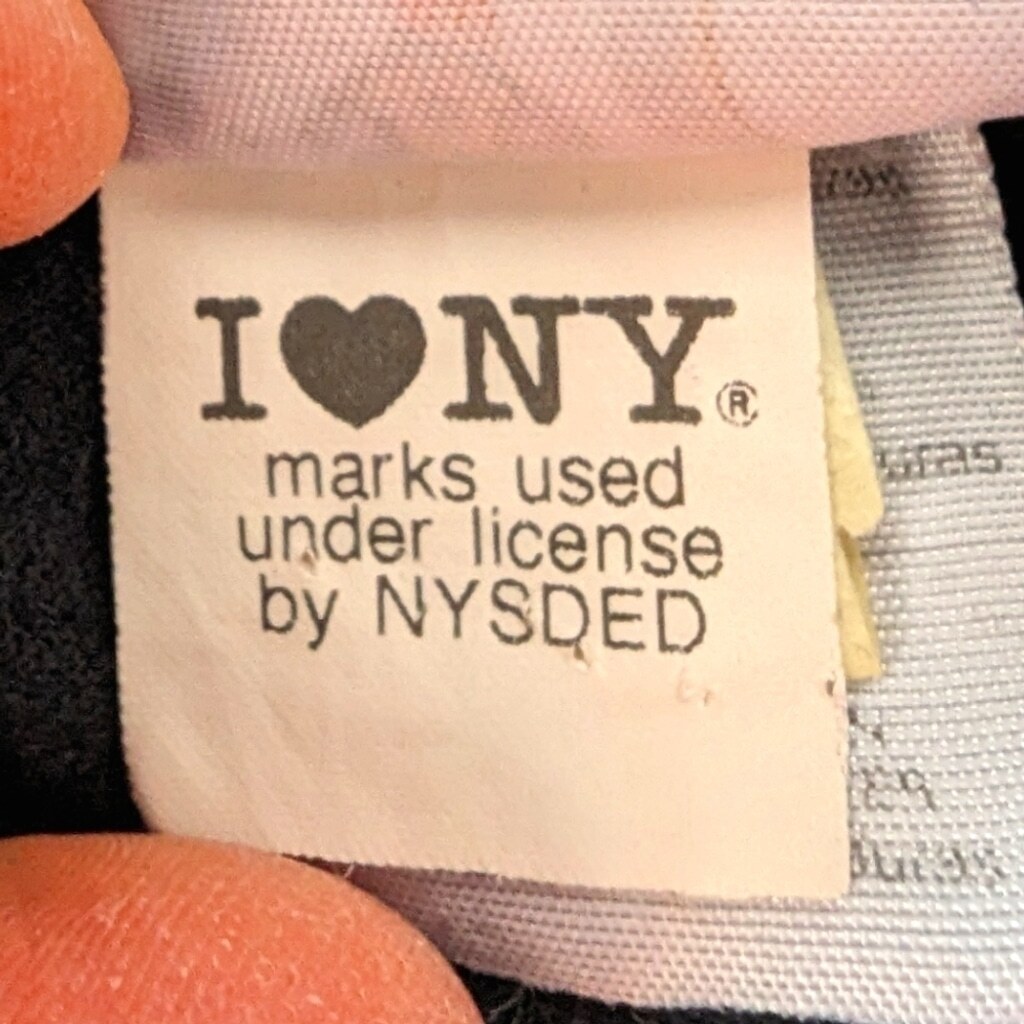 I♥NY®
marks used
under license
by NYSDED